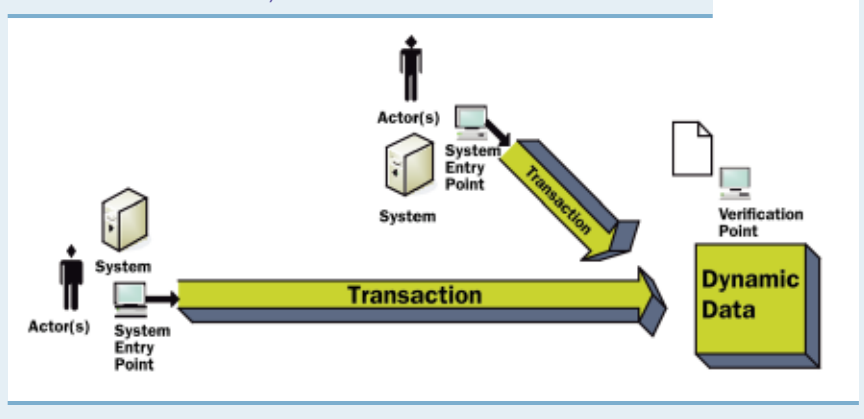 Actor(s)
System
Entry
Point
System
Transaction
Verification
Point
System
Actor(s)
System
Entry
Point
Transaction
Dynamic
Data